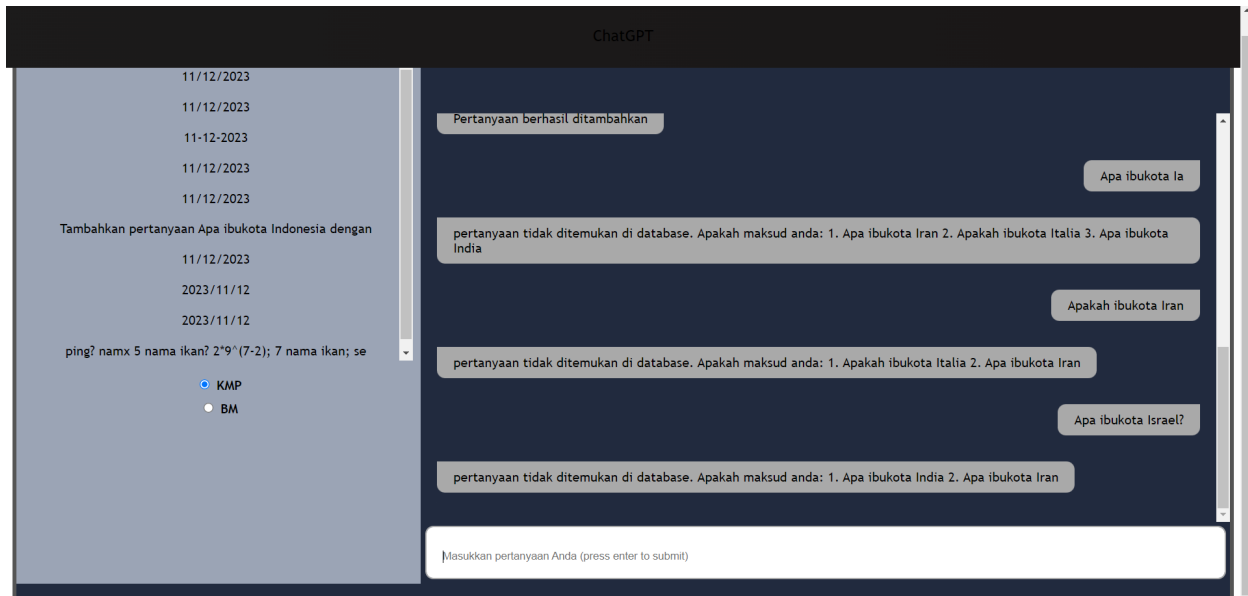 ChatGPT
11/12/2023
11/12/2023
11-12-2023
11/12/2023
11/12/2023
Tambahkan pertanyaan Apa ibukota Indonesia dengan
11/12/2023
2023/11/12
2023/11/12
ping? namx 5 nama ikan? 2*9^(7-2); 7 nama ikan; se
KMP
BM
Pertanyaan berhasil ditambahkan
Apa ibukota Ia
pertanyaan tidak ditemukan di database. Apakah maksud anda: 1. Apa ibukota Iran 2. Apakah ibukota Italia 3. Apa ibukota
India
Apakah ibukota Iran
pertanyaan tidak ditemukan di database. Apakah maksud anda: 1. Apakah ibukota Italia 2. Apa ibukota Iran
Apa ibukota Israel?
pertanyaan tidak ditemukan di database. Apakah maksud anda: 1. Apa ibukota India 2. Apa ibukota Iran
Masukkan pertanyaan Anda (press enter to submit)